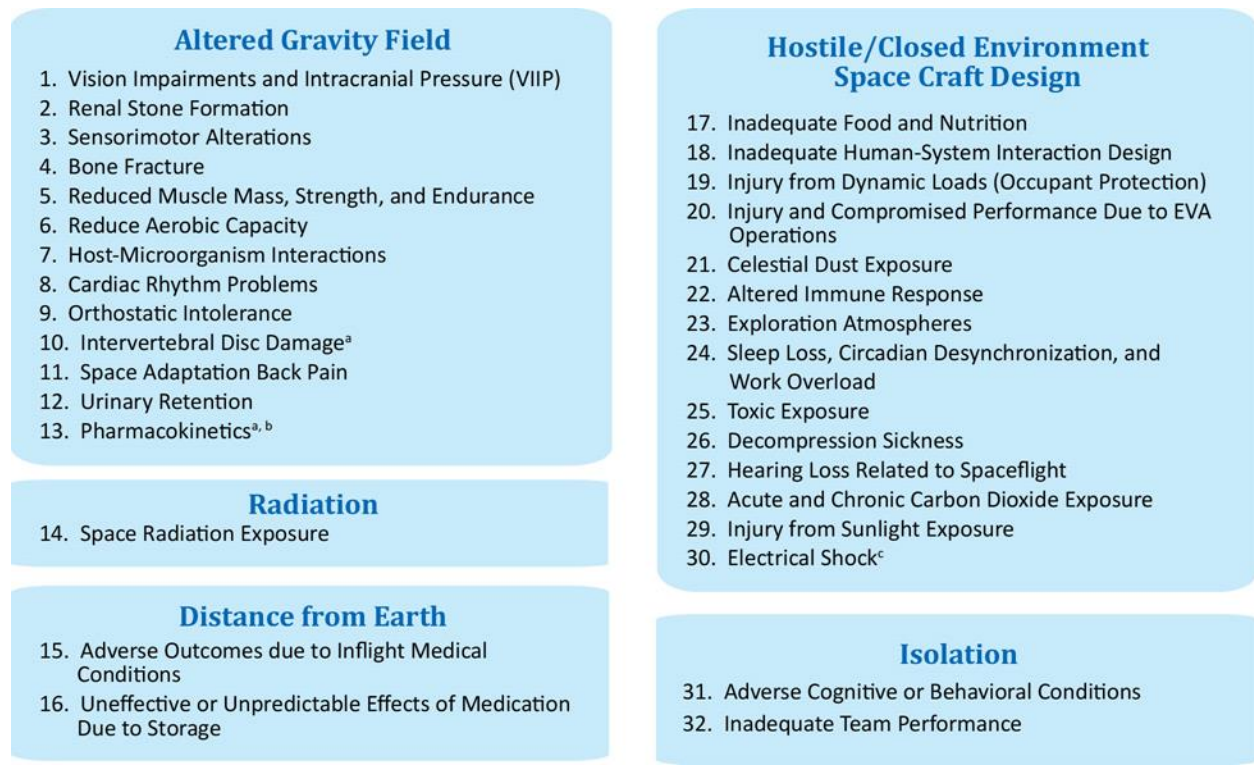 Altered Gravity Field
1. Vision Impairments and Intracranial Pressure (VIIP)
2. Renal Stone Formation
3. Sensorimotor Alterations
4. Bone Fracture
5. Reduced Muscle Mass, Strength, and Endurance
6. Reduce Aerobic Capacity
7. Host-Microorganism Interactions
8. Cardiac Rhythm Problems
9. Orthostatic Intolerance
10. Intervertebral Disc Damageᵃ
11. Space Adaptation Back Pain
12. Urinary Retention
13. Pharmacokineticsᵃ, ᵇ
Radiation
14. Space Radiation Exposure
Distance from Earth
15. Adverse Outcomes due to Inflight Medical
Conditions
16. Uneffective or Unpredictable Effects of Medication
Due to Storage
Hostile/Closed Environment
Space Craft Design
17. Inadequate Food and Nutrition
18. Inadequate Human-System Interaction Design
19. Injury from Dynamic Loads (Occupant Protection)
20. Injury and Compromised Performance Due to EVA
Operations
21. Celestial Dust Exposure
22. Altered Immune Response
23. Exploration Atmospheres
24. Sleep Loss, Circadian Desynchronization, and
Work Overload
25. Toxic Exposure
26. Decompression Sickness
27. Hearing Loss Related to Spaceflight
28. Acute and Chronic Carbon Dioxide Exposure
29. Injury from Sunlight Exposure
30. Electrical Shockᶜ
Isolation
31. Adverse Cognitive or Behavioral Conditions
32. Inadequate Team Performance